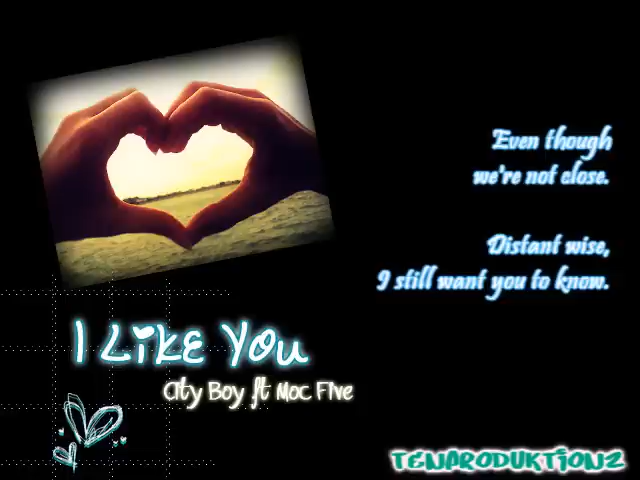 Even though
we're not close.
Distant wise,
I still want you to know.
I Like You
City Boy ft Moc Five
TENARODUKTIONZ